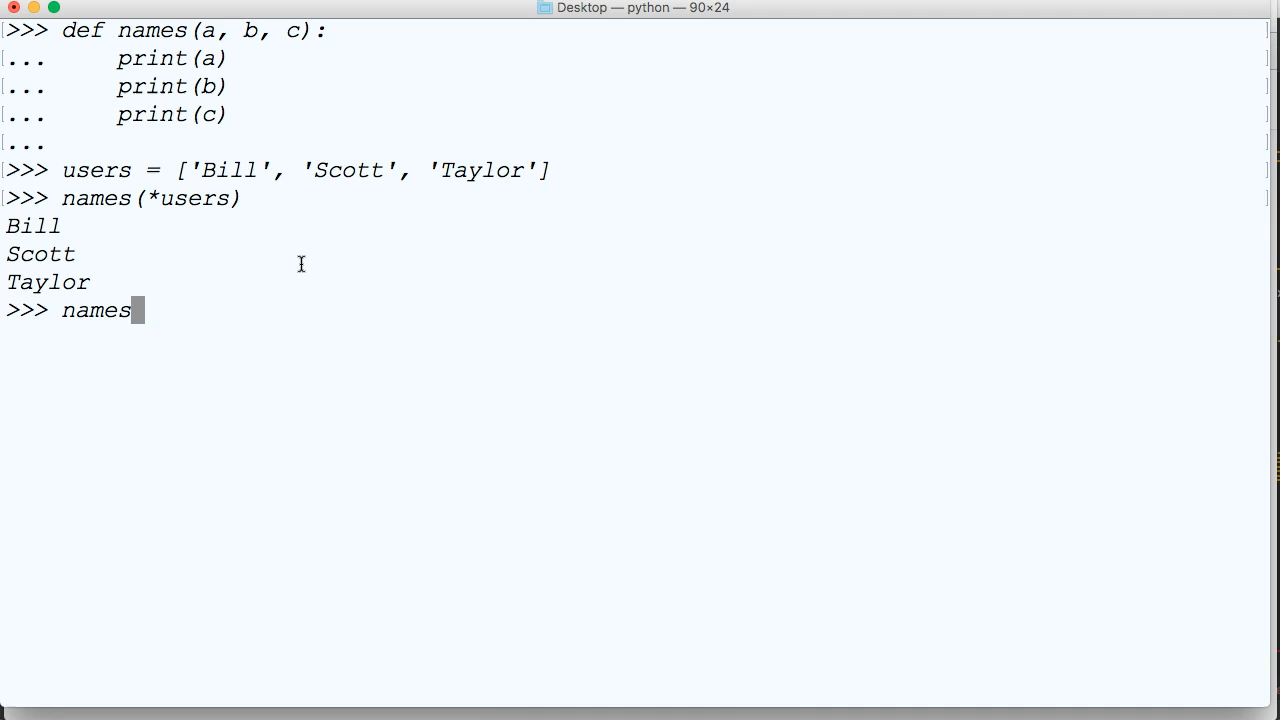 Desktop — python — 90×24
>>> def names(a, b, c):
...     print(a)
...     print(b)
...     print(c)
...
>>> users = ['Bill', 'Scott', 'Taylor']
>>> names(*users)
Bill
Scott
Taylor
>>> names